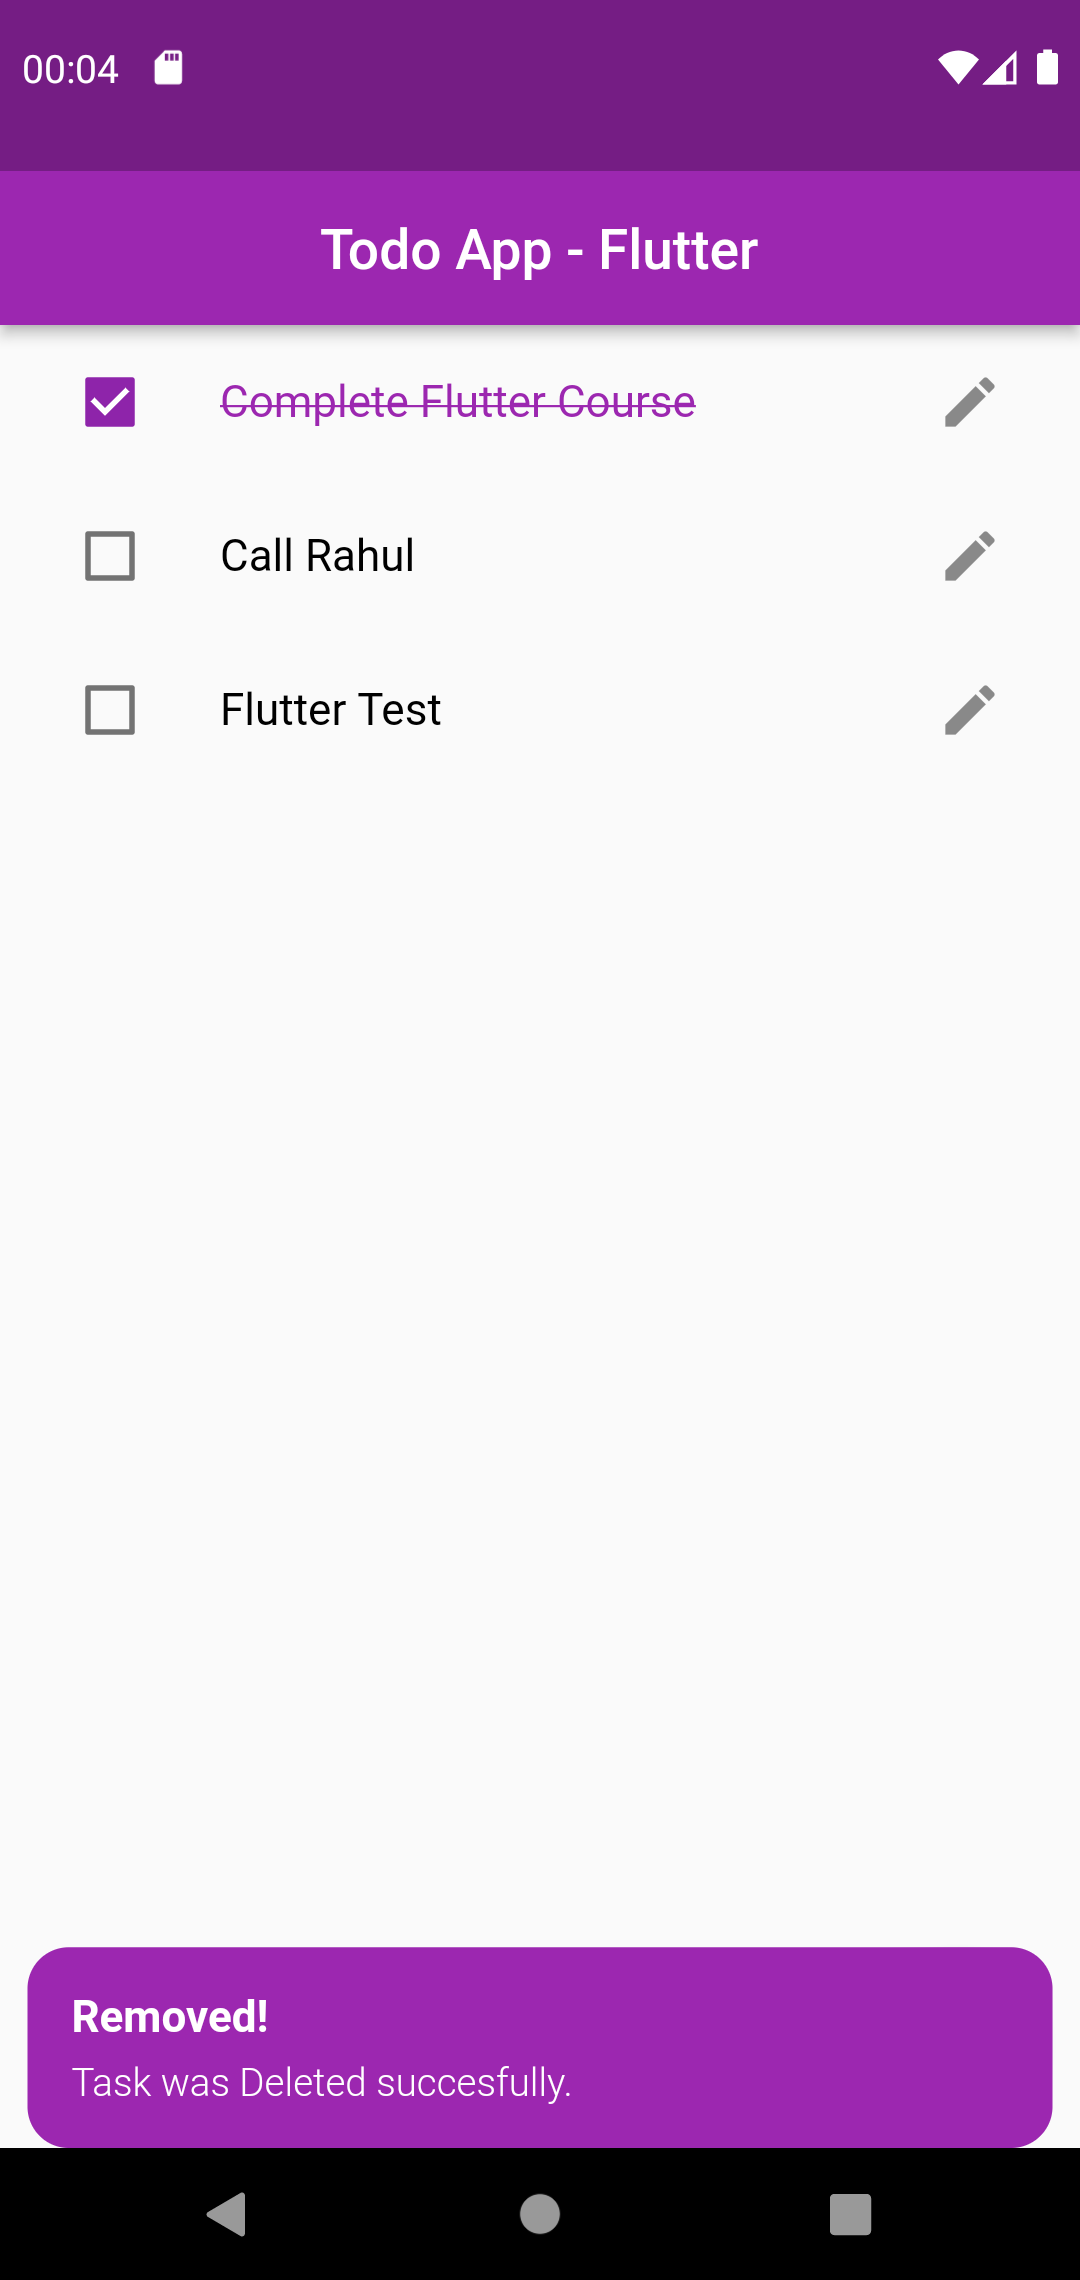 00:04
Todo App - Flutter
Complete Flutter Course
Call Rahul
Flutter Test
Removed!
Task was Deleted succesfully.